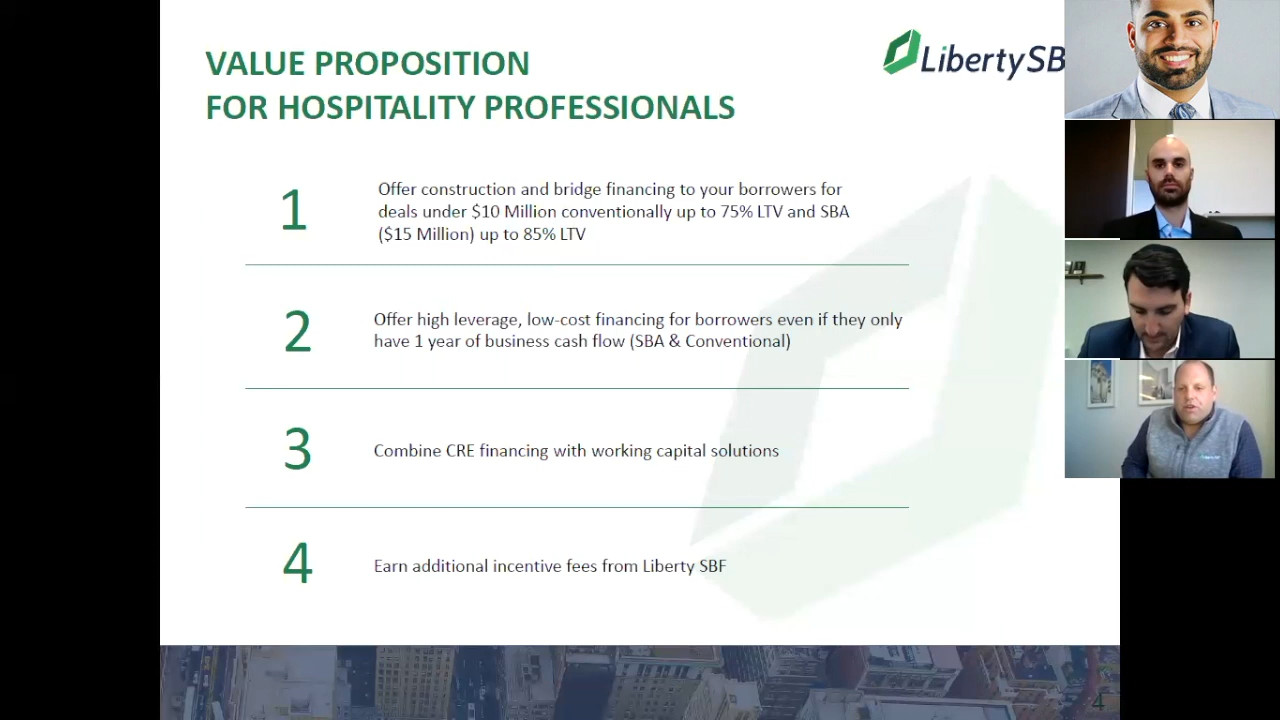 VALUE PROPOSITION
FOR HOSPITALITY PROFESSIONALS
LibertySB
1
Offer construction and bridge financing to your borrowers for
deals under $10 Million conventionally up to 75% LTV and SBA
($15 Million) up to 85% LTV
2
Offer high leverage, low-cost financing for borrowers even if they only
have 1 year of business cash flow (SBA & Conventional)
3
Combine CRE financing with working capital solutions
4
Earn additional incentive fees from Liberty SBF
4